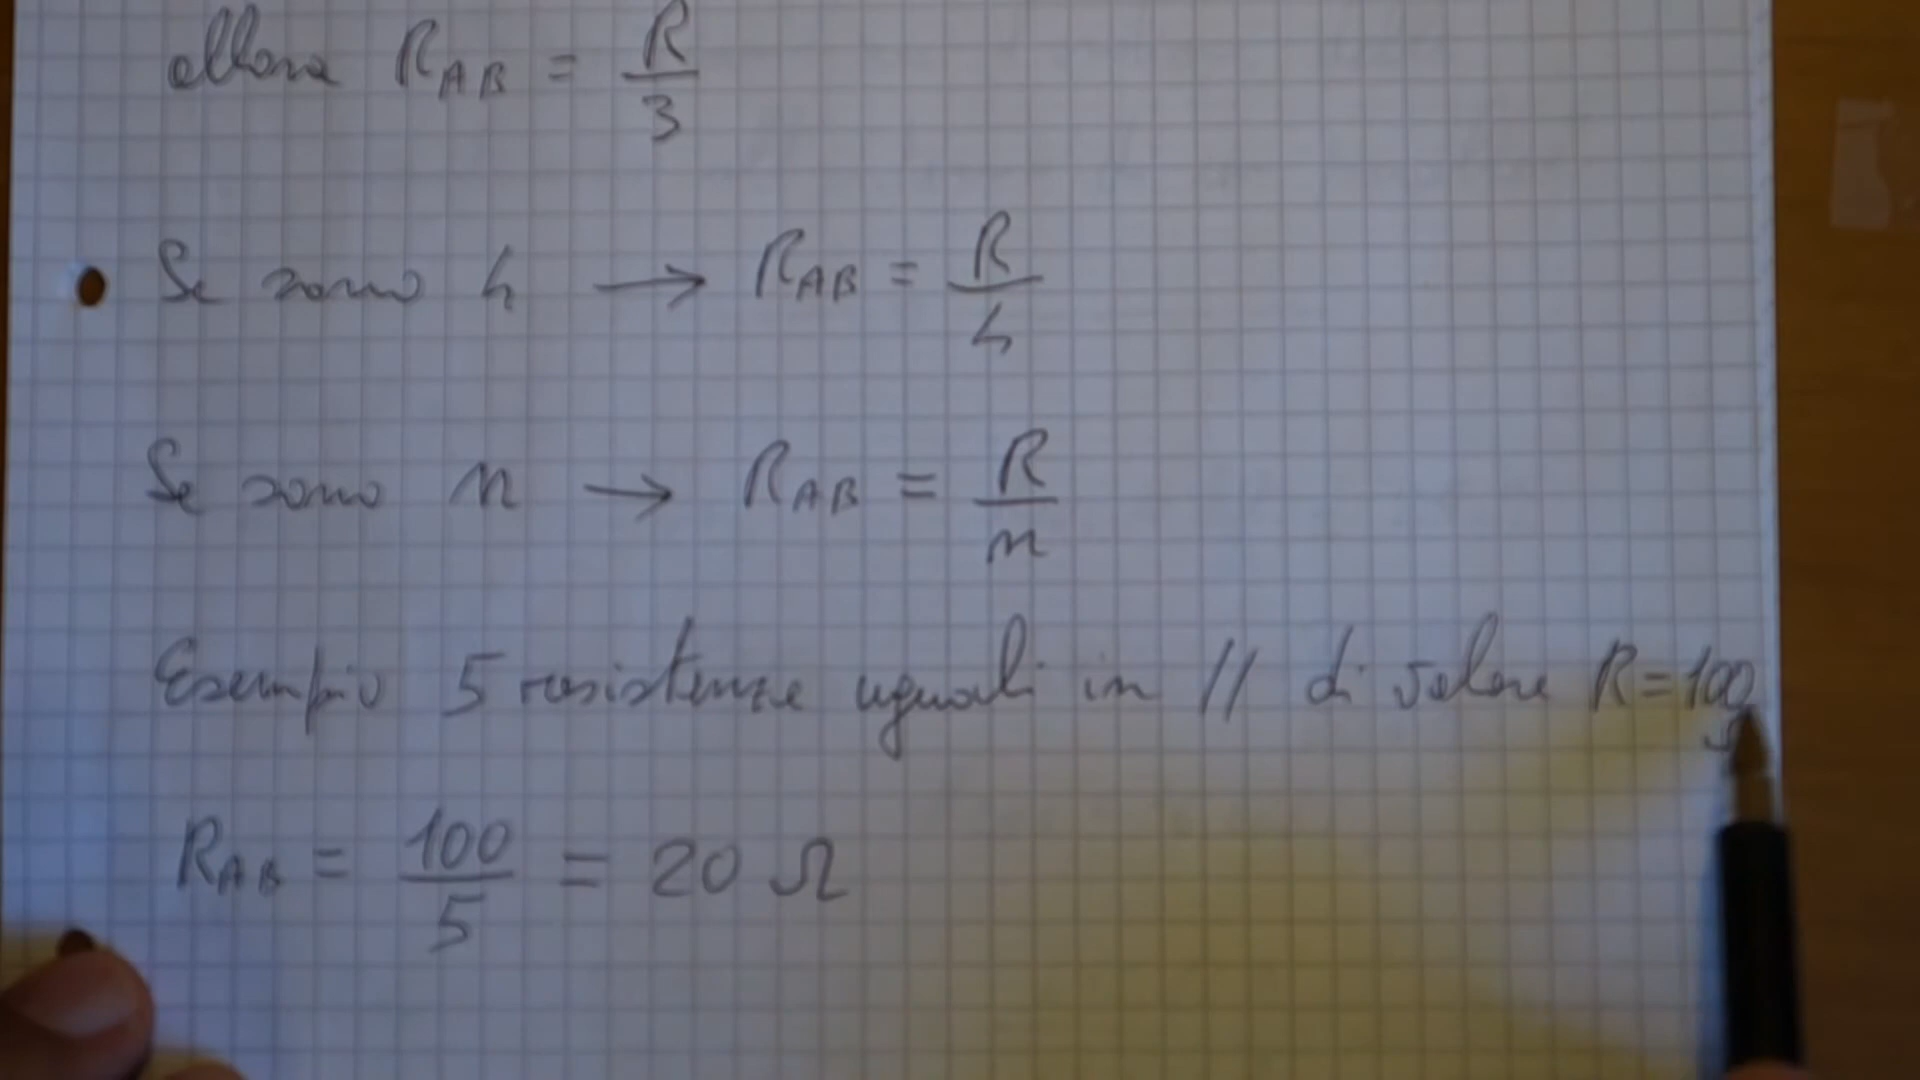 allora R_AB = R/3
Se sono 4 → R_AB = R/4
Se sono n → R_AB = R/n
Esempio 5 resistenze uguali in // di valore R=100 Ω
R_AB = 100/5 = 20 Ω